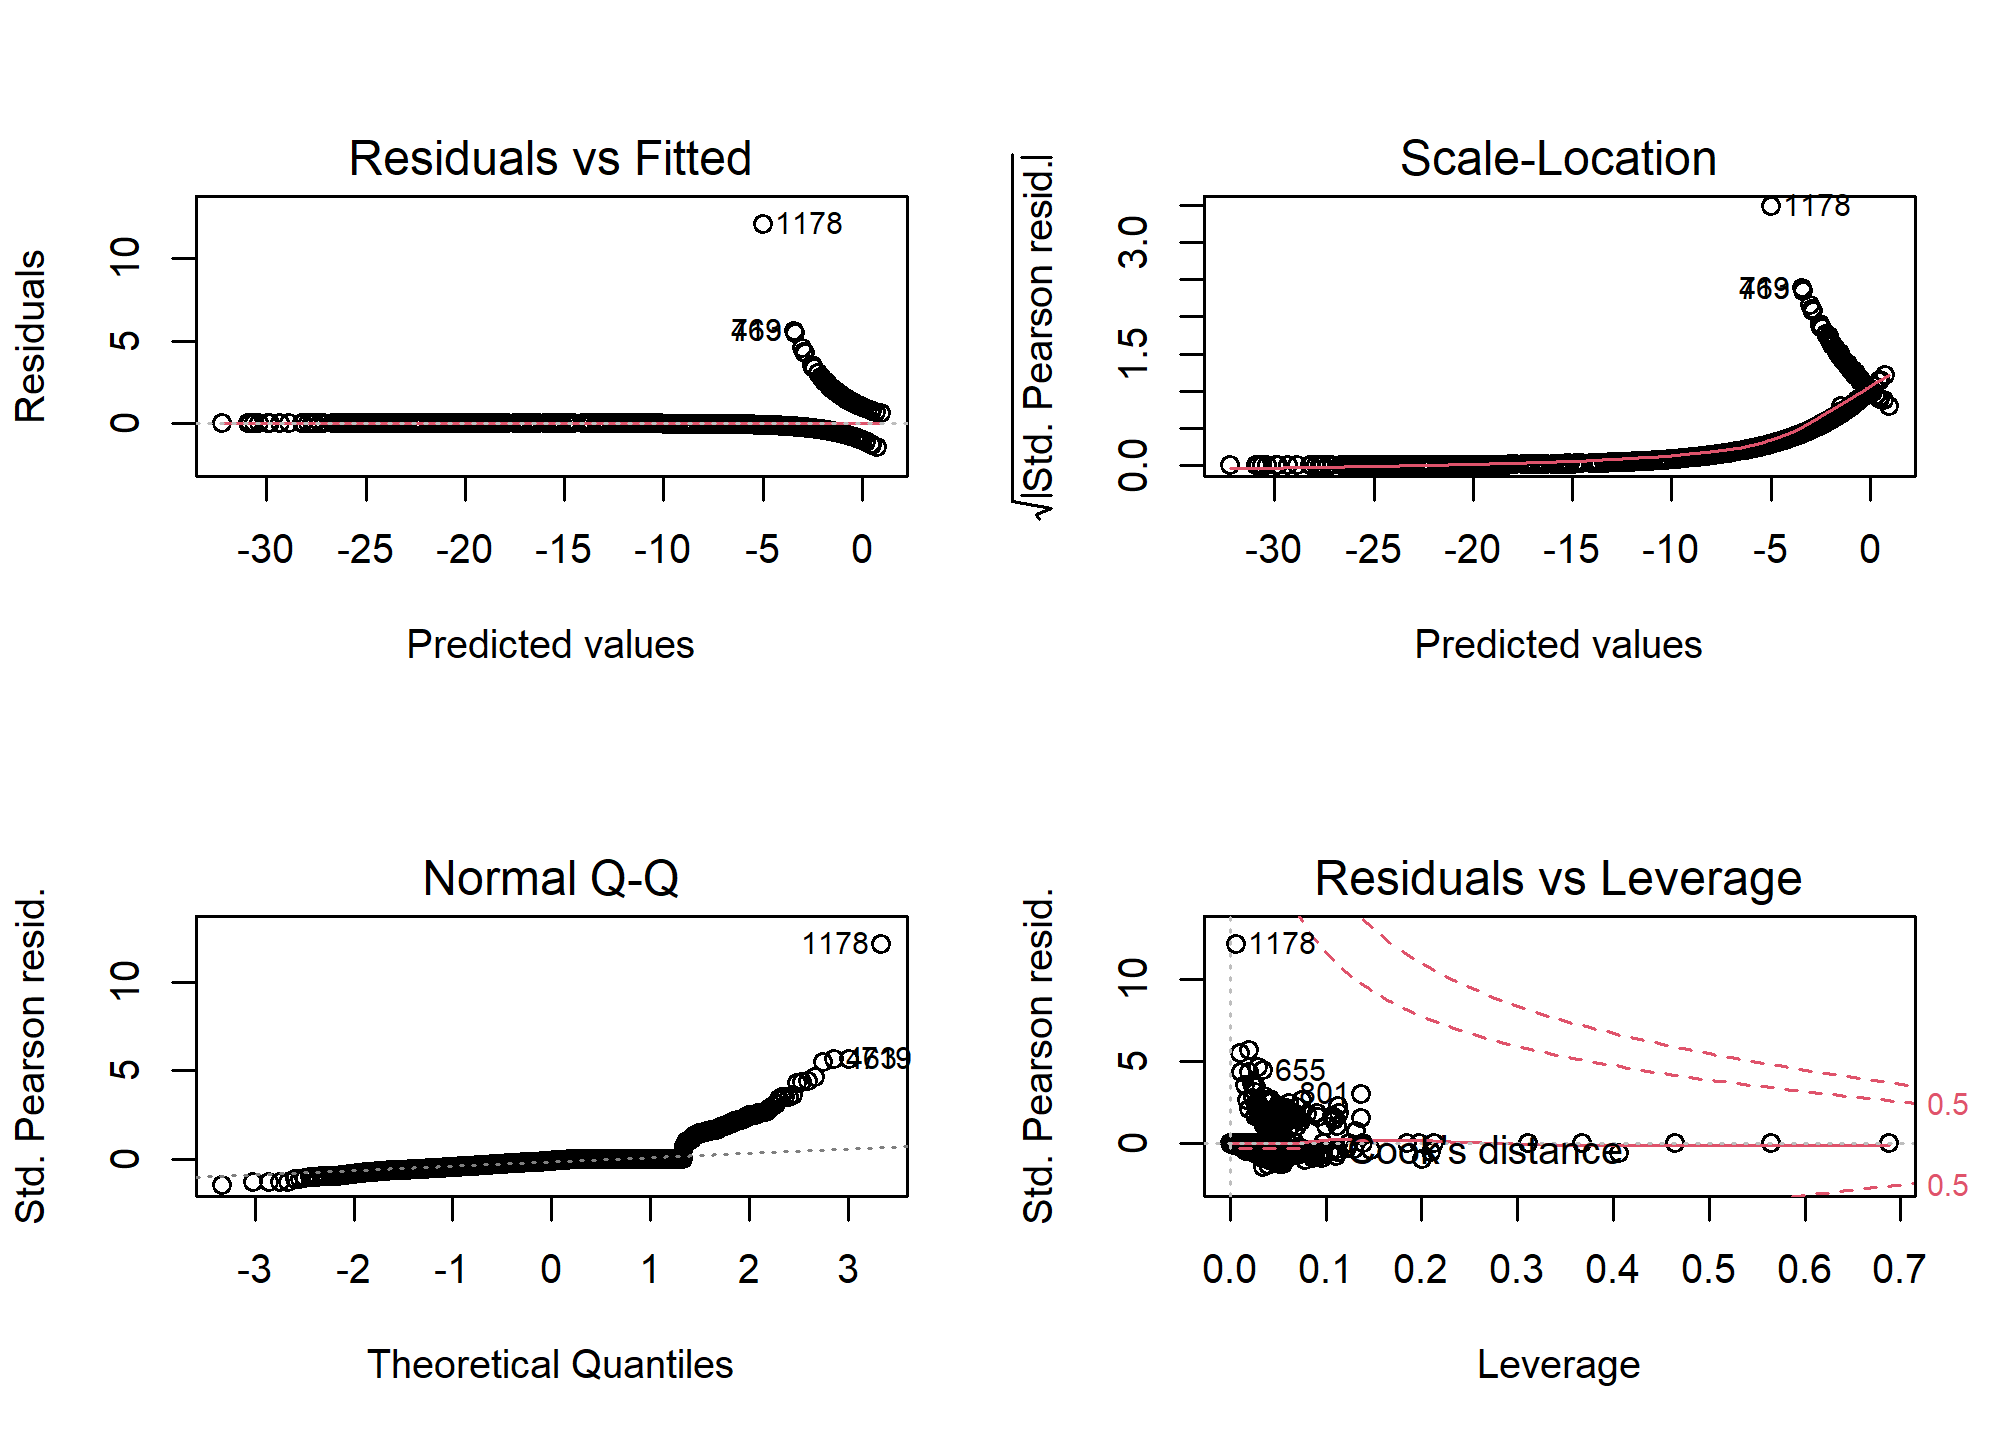 Residuals vs Fitted
Residuals
10
5
0
1178
-30 -25 -20 -15 -10 -5 0
Predicted values
Scale-Location
√|Std. Pearson resid.|
3.0
1.5
0.0
1178
-30 -25 -20 -15 -10 -5 0
Predicted values
Normal Q-Q
Std. Pearson resid.
10
5
0
1178
-3 -2 -1 0 1 2 3
Theoretical Quantiles
Residuals vs Leverage
Std. Pearson resid.
10
5
0
1178
655
801
Cook's distance
0.5
0.5
0.0 0.1 0.2 0.3 0.4 0.5 0.6 0.7
Leverage